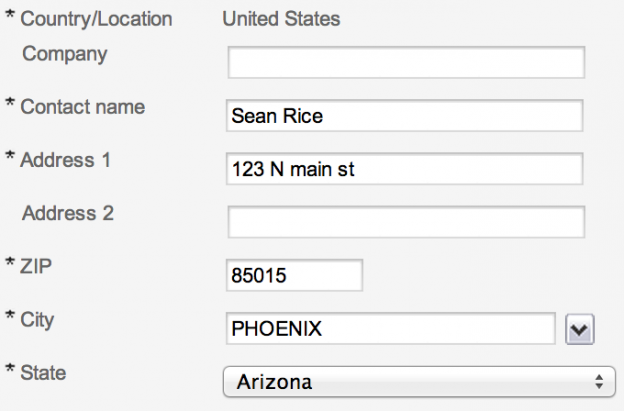 * Country/Location United States
Company
* Contact name Sean Rice
* Address 1 123 N main st
Address 2
* ZIP 85015
* City PHOENIX
* State Arizona